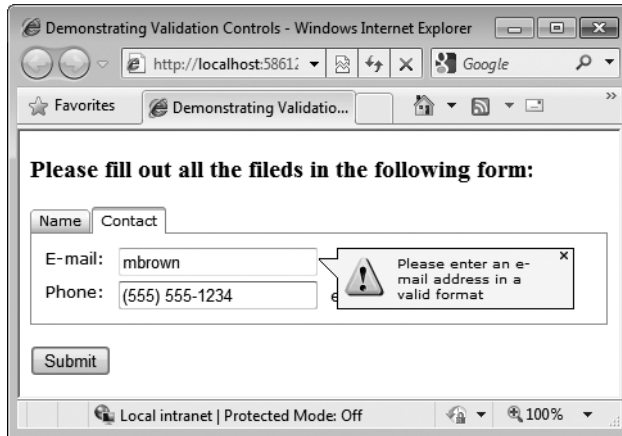 Demonstrating Validation Controls - Windows Internet Explorer
http://localhost:58612
Google
Favorites
Demonstrating Validatio...
>>
Please fill out all the fileds in the following form:
Name
Contact
E-mail: mbrown
Please enter an e-
mail address in a
valid format
Phone: (555) 555-1234
Submit
Local intranet | Protected Mode: Off
100%